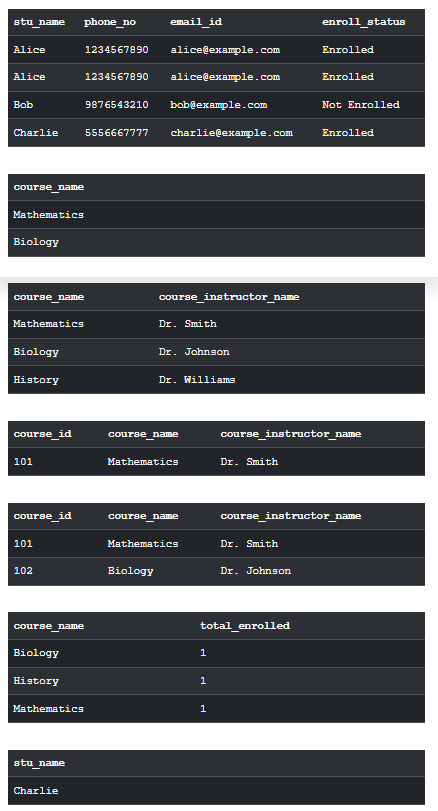 stu_name phone_no email_id enroll_status
Alice 1234567890 alice@example.com Enrolled
Alice 1234567890 alice@example.com Enrolled
Bob 9876543210 bob@example.com Not Enrolled
Charlie 5556667777 charlie@example.com Enrolled
course_name
Mathematics
Biology
course_name course_instructor_name
Mathematics Dr. Smith
Biology Dr. Johnson
History Dr. Williams
course_id course_name course_instructor_name
101 Mathematics Dr. Smith
course_id course_name course_instructor_name
101 Mathematics Dr. Smith
102 Biology Dr. Johnson
course_name total_enrolled
Biology 1
History 1
Mathematics 1
stu_name
Charlie